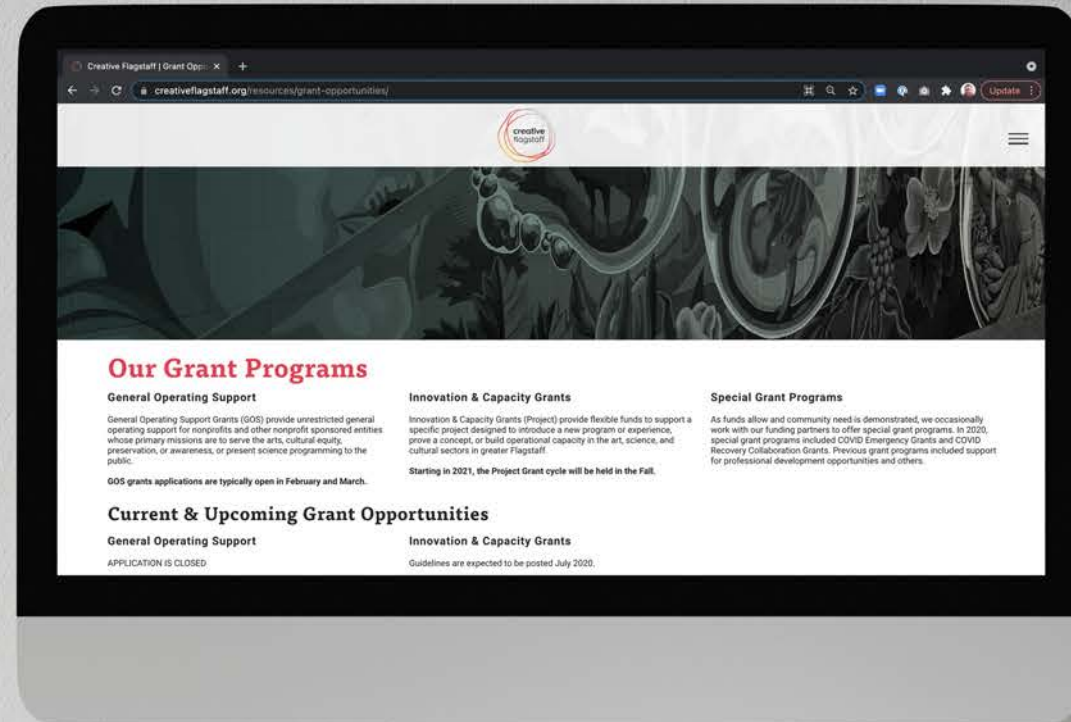 Creative Flagstaff | Grant Oppo
creativeflagstaff.org/resources/grant-opportunities/
Update
creative
flagstaff
Our Grant Programs
General Operating Support
General Operating Support Grants (GOS) provide unrestricted general
operating support for nonprofits and other nonprofit sponsored entities
whose primary missions are to serve the arts, cultural equity,
preservation, or awareness, or present science programming to the
public.
GOS grants applications are typically open in February and March.
Innovation & Capacity Grants
Innovation & Capacity Grants (Project) provide flexible funds to support a
specific project designed to introduce a new program or experience,
prove a concept, or build operational capacity in the art, science, and
cultural sectors in greater Flagstaff.
Starting in 2021, the Project Grant cycle will be held in the Fall.
Special Grant Programs
As funds allow and community need is demonstrated, we occasionally
work with our funding partners to offer special grant programs. In 2020,
special grant programs included COVID Emergency Grants and COVID
Recovery Collaboration Grants. Previous grant programs included support
for professional development opportunities and others.
Current & Upcoming Grant Opportunities
General Operating Support
APPLICATION IS CLOSED
Innovation & Capacity Grants
Guidelines are expected to be posted July 2020.